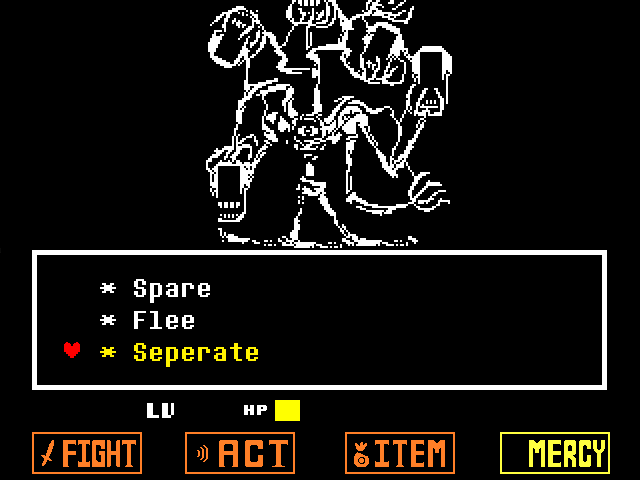 * Spare
* Flee
* Seperate
LV HP
FIGHT ACT ITEM MERCY